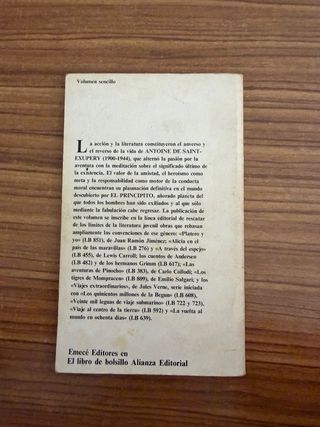 Volumen sencillo
La acción y la literatura constituyeron el anverso y
el reverso de la vida de ANTOINE DE SAINT-
EXUPERY (1900-1944), que alternó la pasión por la
aventura con la meditación sobre el significado último de
la existencia. El valor de la amistad, el heroísmo como
meta y la responsabilidad como motor de la conducta
moral encuentran su plasmación definitiva en el mundo
descubierto por EL PRINCIPITO, añorado planeta del
que todos los hombres han sido exiliados y al que sólo
mediante la fabulación cabe regresar. La publicación de
este volumen se inscribe en la línea editorial de rescatar
de los límites de la literatura juvenil obras que rebasan
ampliamente las convenciones de ese género: «Platero y
yo» (LB 851), de Juan Ramón Jiménez; «Alicia en el
país de las maravillas» (LB 276) y «A través del espejo»
(LB 455), de Lewis Carroll; los cuentos de Andersen
(LB 482) y de los hermanos Grimm (LB 617); «Las
aventuras de Pinocho» (LB 383), de Carlo Collodi; «Los
tigres de Mompracem» (LB 809), de Emilio Salgari; y los
«Viajes extraordinarios», de Jules Verne, serie iniciada
con «Los quinientos millones de la Begun» (LB 608),
«Veinte mil leguas de viaje submarino» (LB 722 y 723),
«Viaje al centro de la tierra» (LB 592) y «La vuelta al
mundo en ochenta días» (LB 639).
Emecé Editores en
El libro de bolsillo Alianza Editorial